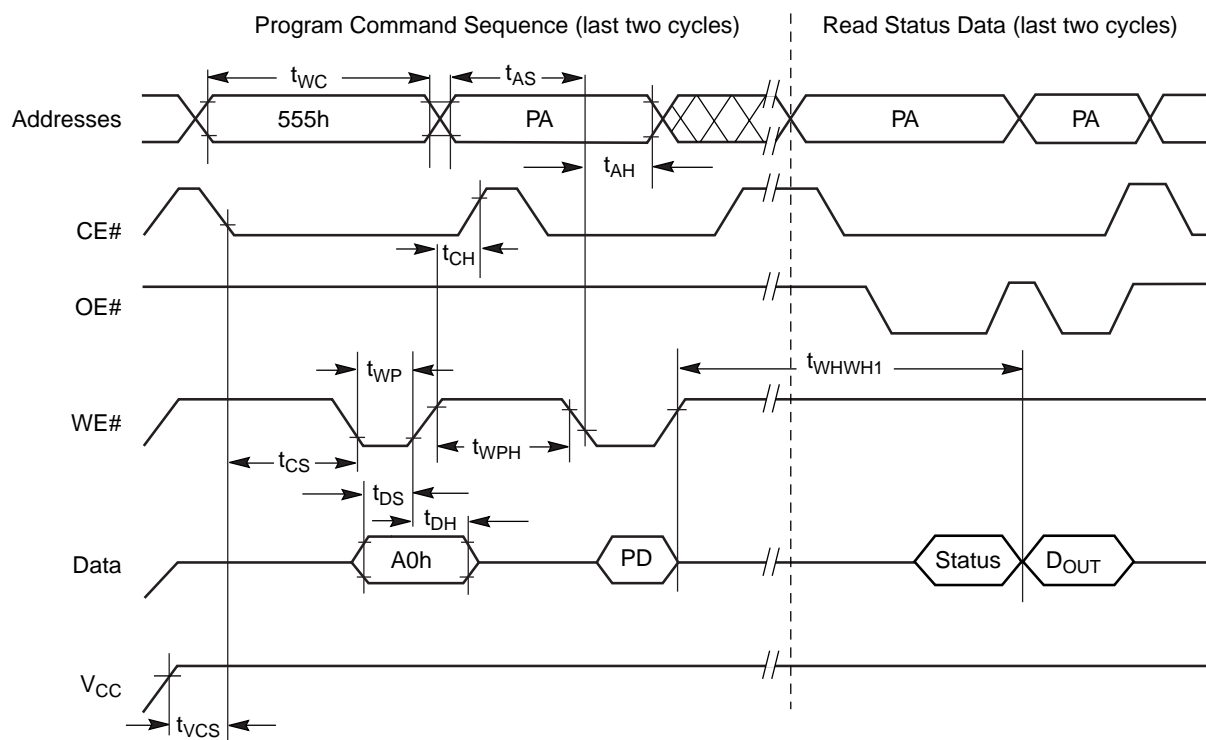 Program Command Sequence (last two cycles)
Read Status Data (last two cycles)
tWC
tAS
Addresses
555h
PA
PA
PA
tAH
CE#
tCH
OE#
tWP
tWHWH1
WE#
tWPH
tCS
tDS
tDH
Data
A0h
PD
Status
DOUT
VCC
tVCS